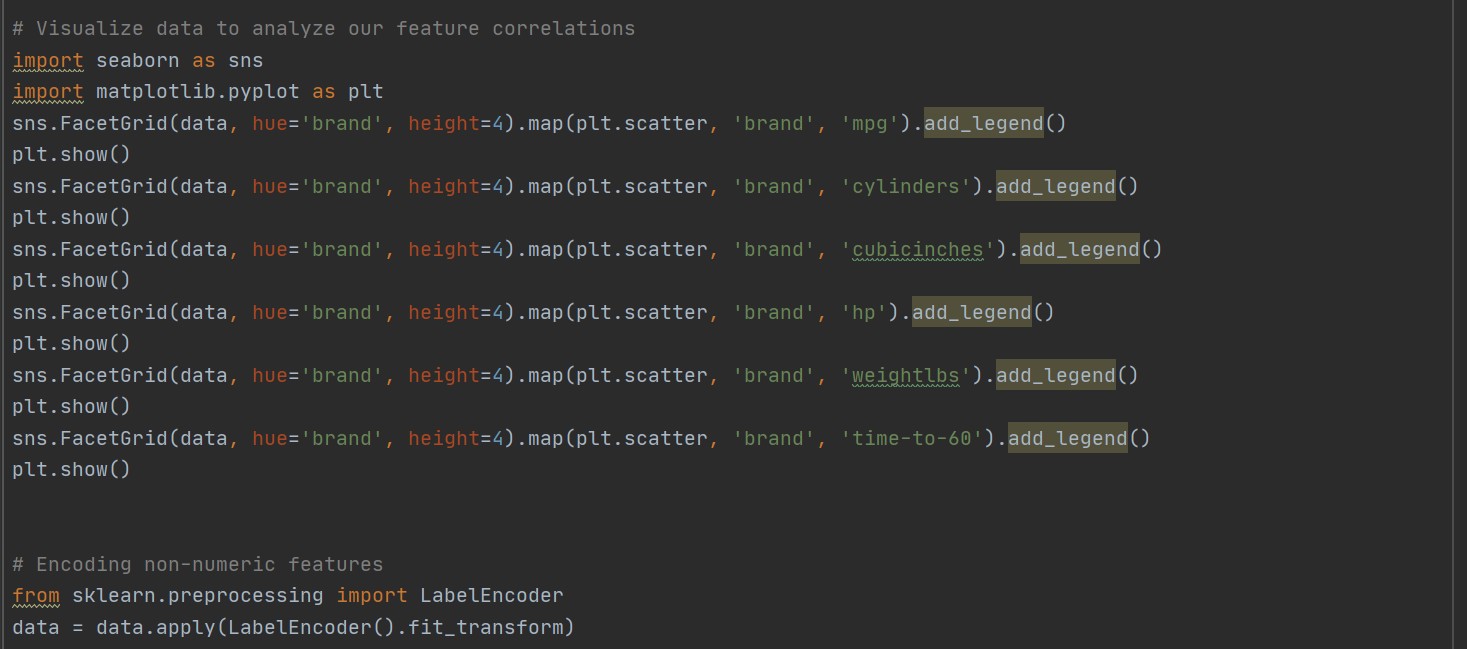 # Visualize data to analyze our feature correlations
import seaborn as sns
import matplotlib.pyplot as plt
sns.FacetGrid(data, hue='brand', height=4).map(plt.scatter, 'brand', 'mpg').add_legend()
plt.show()
sns.FacetGrid(data, hue='brand', height=4).map(plt.scatter, 'brand', 'cylinders').add_legend()
plt.show()
sns.FacetGrid(data, hue='brand', height=4).map(plt.scatter, 'brand', 'cubicinches').add_legend()
plt.show()
sns.FacetGrid(data, hue='brand', height=4).map(plt.scatter, 'brand', 'hp').add_legend()
plt.show()
sns.FacetGrid(data, hue='brand', height=4).map(plt.scatter, 'brand', 'weightlbs').add_legend()
plt.show()
sns.FacetGrid(data, hue='brand', height=4).map(plt.scatter, 'brand', 'time-to-60').add_legend()
plt.show()
# Encoding non-numeric features
from sklearn.preprocessing import LabelEncoder
data = data.apply(LabelEncoder().fit_transform)